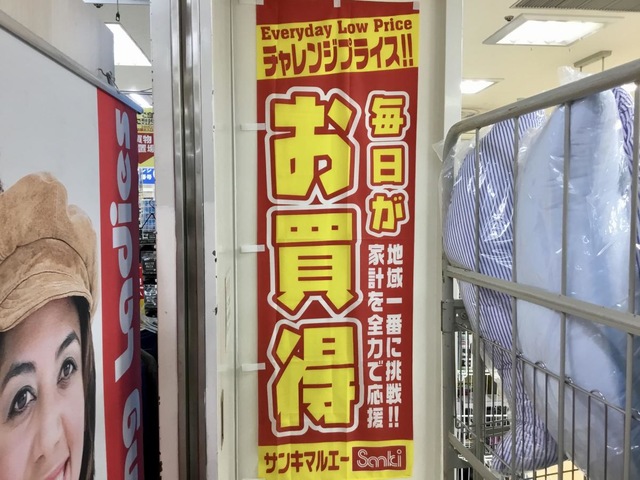 Everyday Low Price
チャレンジプライス!!
毎日が
お買得
地域一番に挑戦!!
家計を全力で応援
サンキマルエー Sanki
Ladies